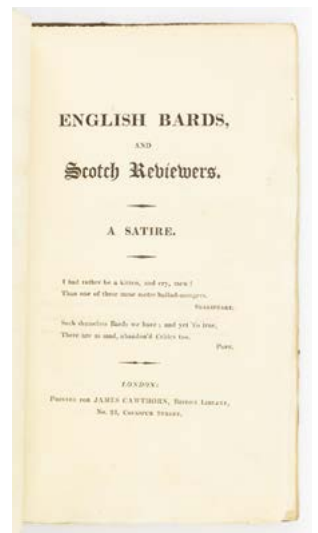 ENGLISH BARDS,
AND
Scotch Reviewers.
A SATIRE.
I had rather be a kitten, and cry, mew!
Than one of these same metre ballad-mongers.
SHAKSPEARE.
Such shameless Bards we have; and yet 'tis true,
There are as mad, abandon'd Critics too.
POPE.
LONDON:
PRINTED FOR JAMES CAWTHORN, BRITISH LIBRARY,
No. 24, COCKSPUR STREET.